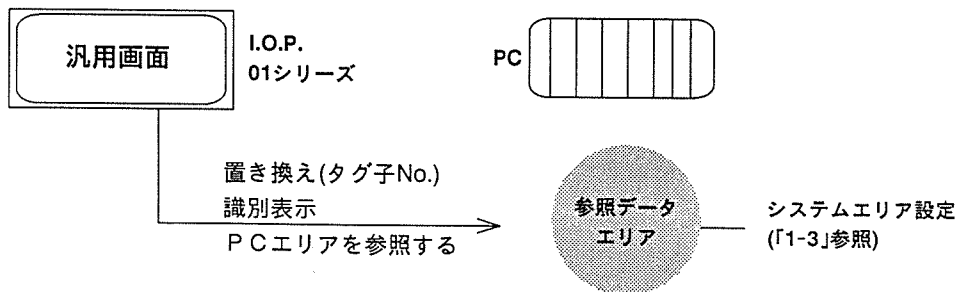 汎用画面
I.O.P.
01シリーズ
PC
置き換え(タグ子No.)
識別表示
ＰＣエリアを参照する
参照データ
エリア
システムエリア設定
(｢1-3｣参照)